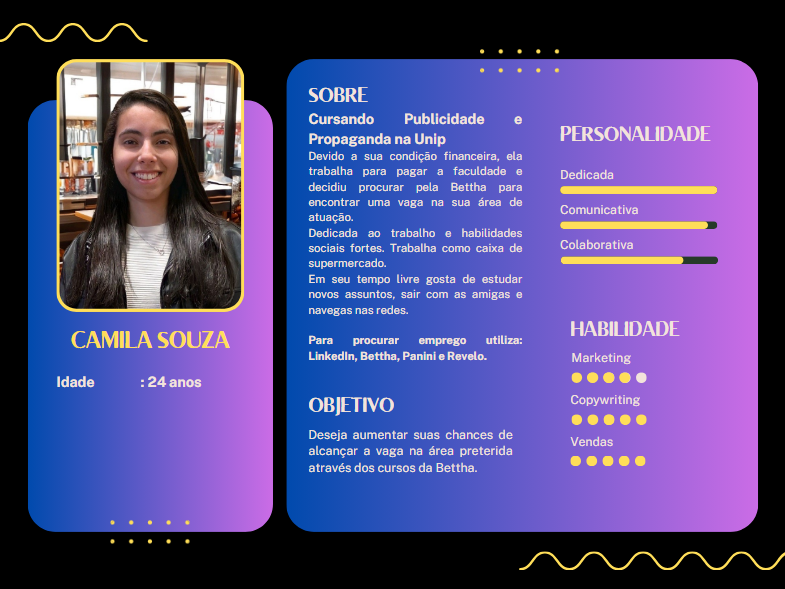 CAMILA SOUZA
Idade : 24 anos
SOBRE
Cursando Publicidade e
Propaganda na Unip
Devido a sua condição financeira, ela
trabalha para pagar a faculdade e
decidiu procurar pela Bettha para
encontrar uma vaga na sua área de
atuação.
Dedicada ao trabalho e habilidades
sociais fortes. Trabalha como caixa de
supermercado.
Em seu tempo livre gosta de estudar
novos assuntos, sair com as amigas e
navegas nas redes.
Para procurar emprego utiliza:
LinkedIn, Bettha, Panini e Revelo.
OBJETIVO
Deseja aumentar suas chances de
alcançar a vaga na área preterida
através dos cursos da Bettha.
PERSONALIDADE
Dedicada
Comunicativa
Colaborativa
HABILIDADE
Marketing
Copywriting
Vendas